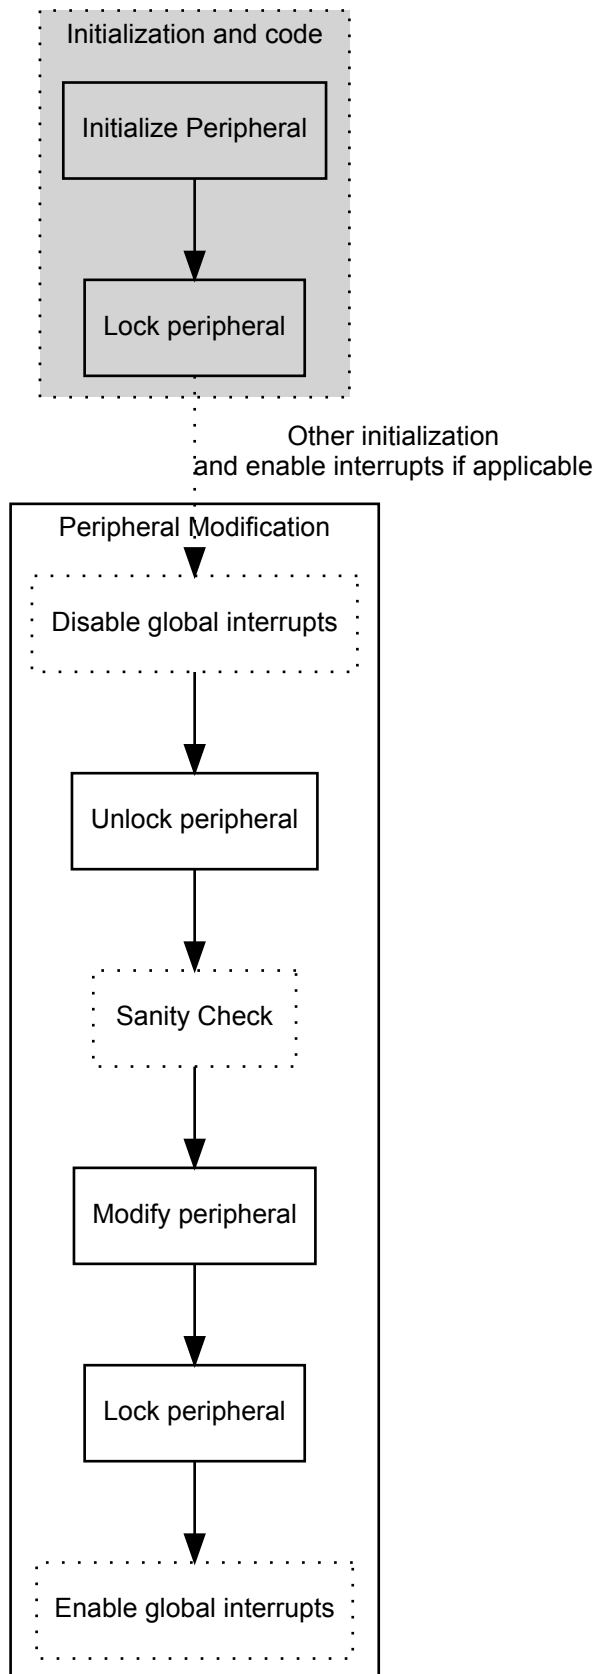 Initialization and code
Initialize Peripheral
Lock peripheral
Other initialization
and enable interrupts if applicable
Peripheral Modification
Disable global interrupts
Unlock peripheral
Sanity Check
Modify peripheral
Lock peripheral
Enable global interrupts